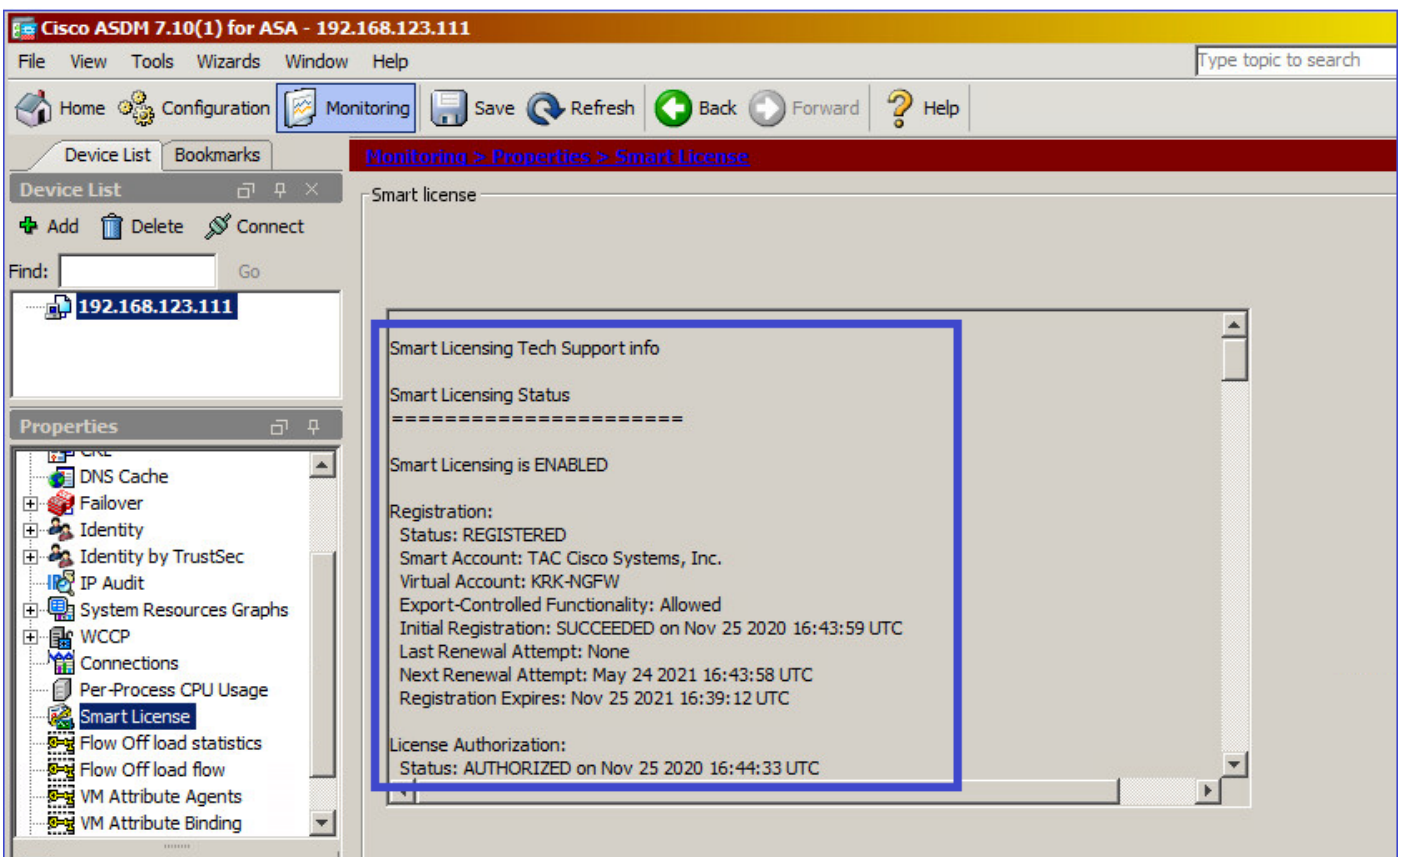 Cisco ASDM 7.10(1) for ASA - 192.168.123.111
File View Tools Wizards Window Help
Type topic to search
Home Configuration Monitoring Save Refresh Back Forward Help
Device List Bookmarks
Monitoring > Properties > Smart License
Device List
Smart license
Add Delete Connect
Find: Go
192.168.123.111
Smart Licensing Tech Support info
Smart Licensing Status
======================
Smart Licensing is ENABLED
Registration:
Status: REGISTERED
Smart Account: TAC Cisco Systems, Inc.
Virtual Account: KRK-NGFW
Export-Controlled Functionality: Allowed
Initial Registration: SUCCEEDED on Nov 25 2020 16:43:59 UTC
Last Renewal Attempt: None
Next Renewal Attempt: May 24 2021 16:43:58 UTC
Registration Expires: Nov 25 2021 16:39:12 UTC
License Authorization:
Status: AUTHORIZED on Nov 25 2020 16:44:33 UTC
Properties
CRL
DNS Cache
Failover
Identity
Identity by TrustSec
IP Audit
System Resources Graphs
WCCP
Connections
Per-Process CPU Usage
Smart License
Flow Off load statistics
Flow Off load flow
VM Attribute Agents
VM Attribute Binding